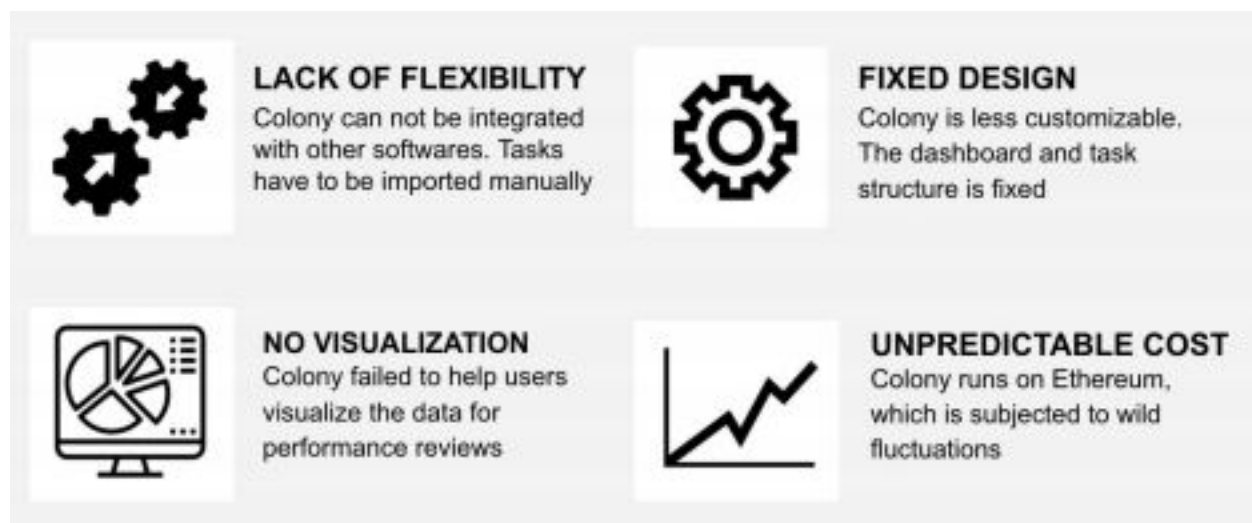 LACK OF FLEXIBILITY
Colony can not be integrated
with other softwares. Tasks
have to be imported manually
FIXED DESIGN
Colony is less customizable.
The dashboard and task
structure is fixed
NO VISUALIZATION
Colony failed to help users
visualize the data for
performance reviews
UNPREDICTABLE COST
Colony runs on Ethereum,
which is subjected to wild
fluctuations